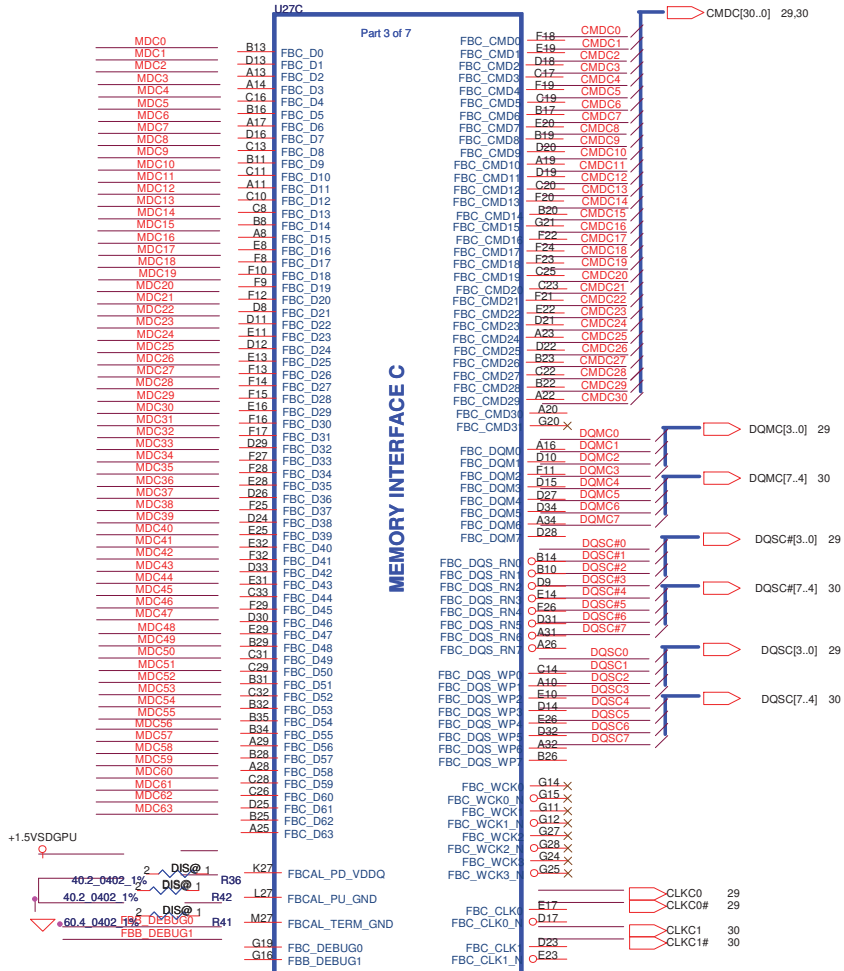 U27C
Part 3 of 7
MEMORY INTERFACE C
MDC0 B13 FBC_D0
MDC1 D13 FBC_D1
MDC2 A13 FBC_D2
MDC3 A14 FBC_D3
MDC4 C16 FBC_D4
MDC5 B16 FBC_D5
MDC6 A17 FBC_D6
MDC7 D16 FBC_D7
MDC8 C13 FBC_D8
MDC9 B11 FBC_D9
MDC10 C11 FBC_D10
MDC11 A11 FBC_D11
MDC12 C10 FBC_D12
MDC13 C8 FBC_D13
MDC14 B8 FBC_D14
MDC15 A8 FBC_D15
MDC16 E8 FBC_D16
MDC17 F8 FBC_D17
MDC18 F10 FBC_D18
MDC19 F9 FBC_D19
MDC20 F12 FBC_D20
MDC21 D8 FBC_D21
MDC22 D11 FBC_D22
MDC23 E11 FBC_D23
MDC24 D12 FBC_D24
MDC25 E13 FBC_D25
MDC26 F13 FBC_D26
MDC27 F14 FBC_D27
MDC28 F15 FBC_D28
MDC29 E16 FBC_D29
MDC30 F16 FBC_D30
MDC31 F17 FBC_D31
MDC32 D29 FBC_D32
MDC33 F27 FBC_D33
MDC34 F28 FBC_D34
MDC35 E28 FBC_D35
MDC36 D26 FBC_D36
MDC37 F25 FBC_D37
MDC38 D24 FBC_D38
MDC39 E25 FBC_D39
MDC40 E32 FBC_D40
MDC41 F32 FBC_D41
MDC42 D33 FBC_D42
MDC43 E31 FBC_D43
MDC44 C33 FBC_D44
MDC45 F29 FBC_D45
MDC46 D30 FBC_D46
MDC47 E29 FBC_D47
MDC48 B29 FBC_D48
MDC49 C31 FBC_D49
MDC50 C29 FBC_D50
MDC51 B31 FBC_D51
MDC52 C32 FBC_D52
MDC53 B32 FBC_D53
MDC54 B35 FBC_D54
MDC55 B34 FBC_D55
MDC56 A29 FBC_D56
MDC57 B28 FBC_D57
MDC58 A28 FBC_D58
MDC59 C28 FBC_D59
MDC60 C26 FBC_D60
MDC61 D25 FBC_D61
MDC62 B25 FBC_D62
MDC63 A25 FBC_D63
+1.5VSDGPU
2 DIS@ 1
40.2_0402_1% R36 K27 FBCAL_PD_VDDQ
2 DIS@ 1
40.2_0402_1% R42 L27 FBCAL_PU_GND
2 DIS@ 1
60.4_0402_1% R41 M27 FBCAL_TERM_GND
FBB_DEBUG0 G19 FBC_DEBUG0
FBB_DEBUG1 G16 FBB_DEBUG1
FBC_CMD0 F18 CMDC0
FBC_CMD1 E19 CMDC1
FBC_CMD2 D18 CMDC2
FBC_CMD3 C17 CMDC3
FBC_CMD4 F19 CMDC4
FBC_CMD5 C19 CMDC5
FBC_CMD6 B17 CMDC6
FBC_CMD7 E20 CMDC7
FBC_CMD8 B19 CMDC8
FBC_CMD9 D20 CMDC9
FBC_CMD10 A19 CMDC10
FBC_CMD11 D19 CMDC11
FBC_CMD12 C20 CMDC12
FBC_CMD13 F20 CMDC13
FBC_CMD14 B20 CMDC14
FBC_CMD15 G21 CMDC15
FBC_CMD16 F22 CMDC16
FBC_CMD17 F24 CMDC17
FBC_CMD18 F23 CMDC18
FBC_CMD19 C25 CMDC19
FBC_CMD20 C23 CMDC20
FBC_CMD21 F21 CMDC21
FBC_CMD22 E22 CMDC22
FBC_CMD23 D21 CMDC23
FBC_CMD24 A23 CMDC24
FBC_CMD25 D22 CMDC25
FBC_CMD26 B23 CMDC26
FBC_CMD27 C22 CMDC27
FBC_CMD28 B22 CMDC28
FBC_CMD29 A22 CMDC29
FBC_CMD30 A20 CMDC30
FBC_CMD31 G20
CMDC[30..0] 29,30
FBC_DQM0 A16 DQMC0
FBC_DQM1 D10 DQMC1
FBC_DQM2 F11 DQMC2
FBC_DQM3 D15 DQMC3
FBC_DQM4 D27 DQMC4
FBC_DQM5 D34 DQMC5
FBC_DQM6 A34 DQMC6
FBC_DQM7 D28 DQMC7
DQMC[3..0] 29
DQMC[7..4] 30
FBC_DQS_RN0 B14 DQSC#0
FBC_DQS_RN1 B10 DQSC#1
FBC_DQS_RN2 D9 DQSC#2
FBC_DQS_RN3 E14 DQSC#3
FBC_DQS_RN4 F26 DQSC#4
FBC_DQS_RN5 D31 DQSC#5
FBC_DQS_RN6 A31 DQSC#6
FBC_DQS_RN7 A26 DQSC#7
DQSC#[3..0] 29
DQSC#[7..4] 30
FBC_DQS_WP0 C14 DQSC0
FBC_DQS_WP1 A10 DQSC1
FBC_DQS_WP2 E10 DQSC2
FBC_DQS_WP3 D14 DQSC3
FBC_DQS_WP4 E26 DQSC4
FBC_DQS_WP5 D32 DQSC5
FBC_DQS_WP6 A32 DQSC6
FBC_DQS_WP7 B26 DQSC7
DQSC[3..0] 29
DQSC[7..4] 30
FBC_WCK0 G14
FBC_WCK0_N G15
FBC_WCK1 G11
FBC_WCK1_N G12
FBC_WCK2 G27
FBC_WCK2_N G28
FBC_WCK3 G24
FBC_WCK3_N G25
FBC_CLK0 E17 CLKC0 29
FBC_CLK0_N D17 CLKC0# 29
FBC_CLK1 D23 CLKC1 30
FBC_CLK1_N E23 CLKC1# 30